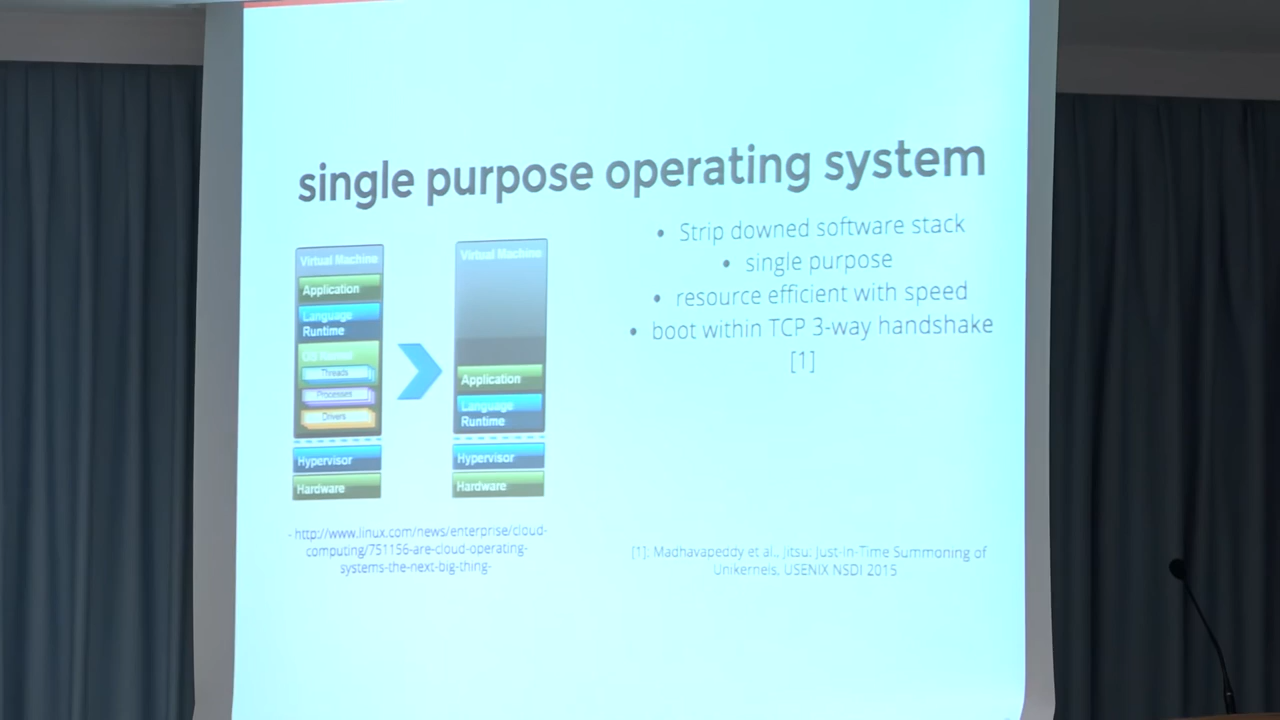 single purpose operating system
Virtual Machine
Application
Language
Runtime
OS Kernel
Threads
Processes
Drivers
Hypervisor
Hardware
Virtual Machine
Application
Language
Runtime
Hypervisor
Hardware
• Strip downed software stack
• single purpose
• resource efficient with speed
• boot within TCP 3-way handshake
[1]
- http://www.linux.com/news/enterprise/cloud-
computing/751156-are-cloud-operating-
systems-the-next-big-thing-
[1]: Madhavapeddy et al., Jitsu: Just-In-Time Summoning of
Unikernels, USENIX NSDI 2015